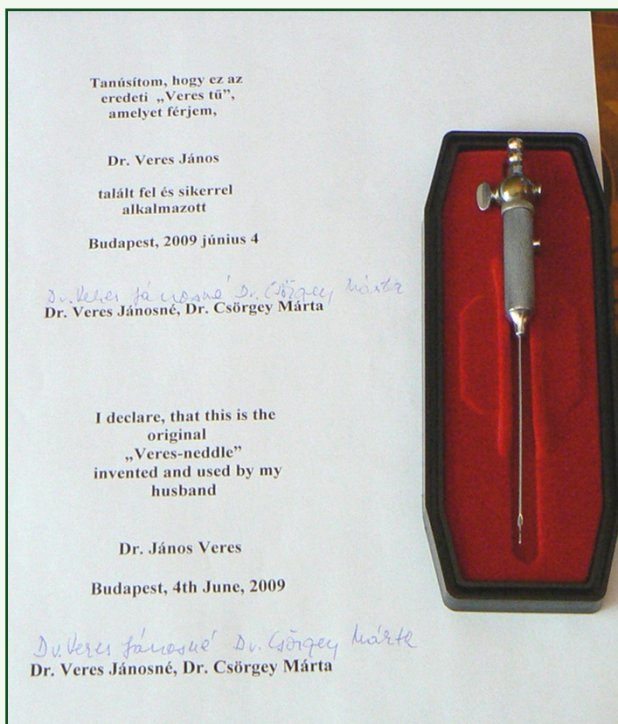 Tanúsítom, hogy ez az
eredeti „Veres tű”,
amelyet férjem,
Dr. Veres János
talált fel és sikerrel
alkalmazott
Budapest, 2009 június 4
Dr. Veres Jánosné Dr. Csörgey Márta
Dr. Veres Jánosné, Dr. Csörgey Márta
I declare, that this is the
original
„Veres-neddle”
invented and used by my
husband
Dr. János Veres
Budapest, 4th June, 2009
Dr. Veres Jánosné Dr. Csörgey Márta
Dr. Veres Jánosné, Dr. Csörgey Márta